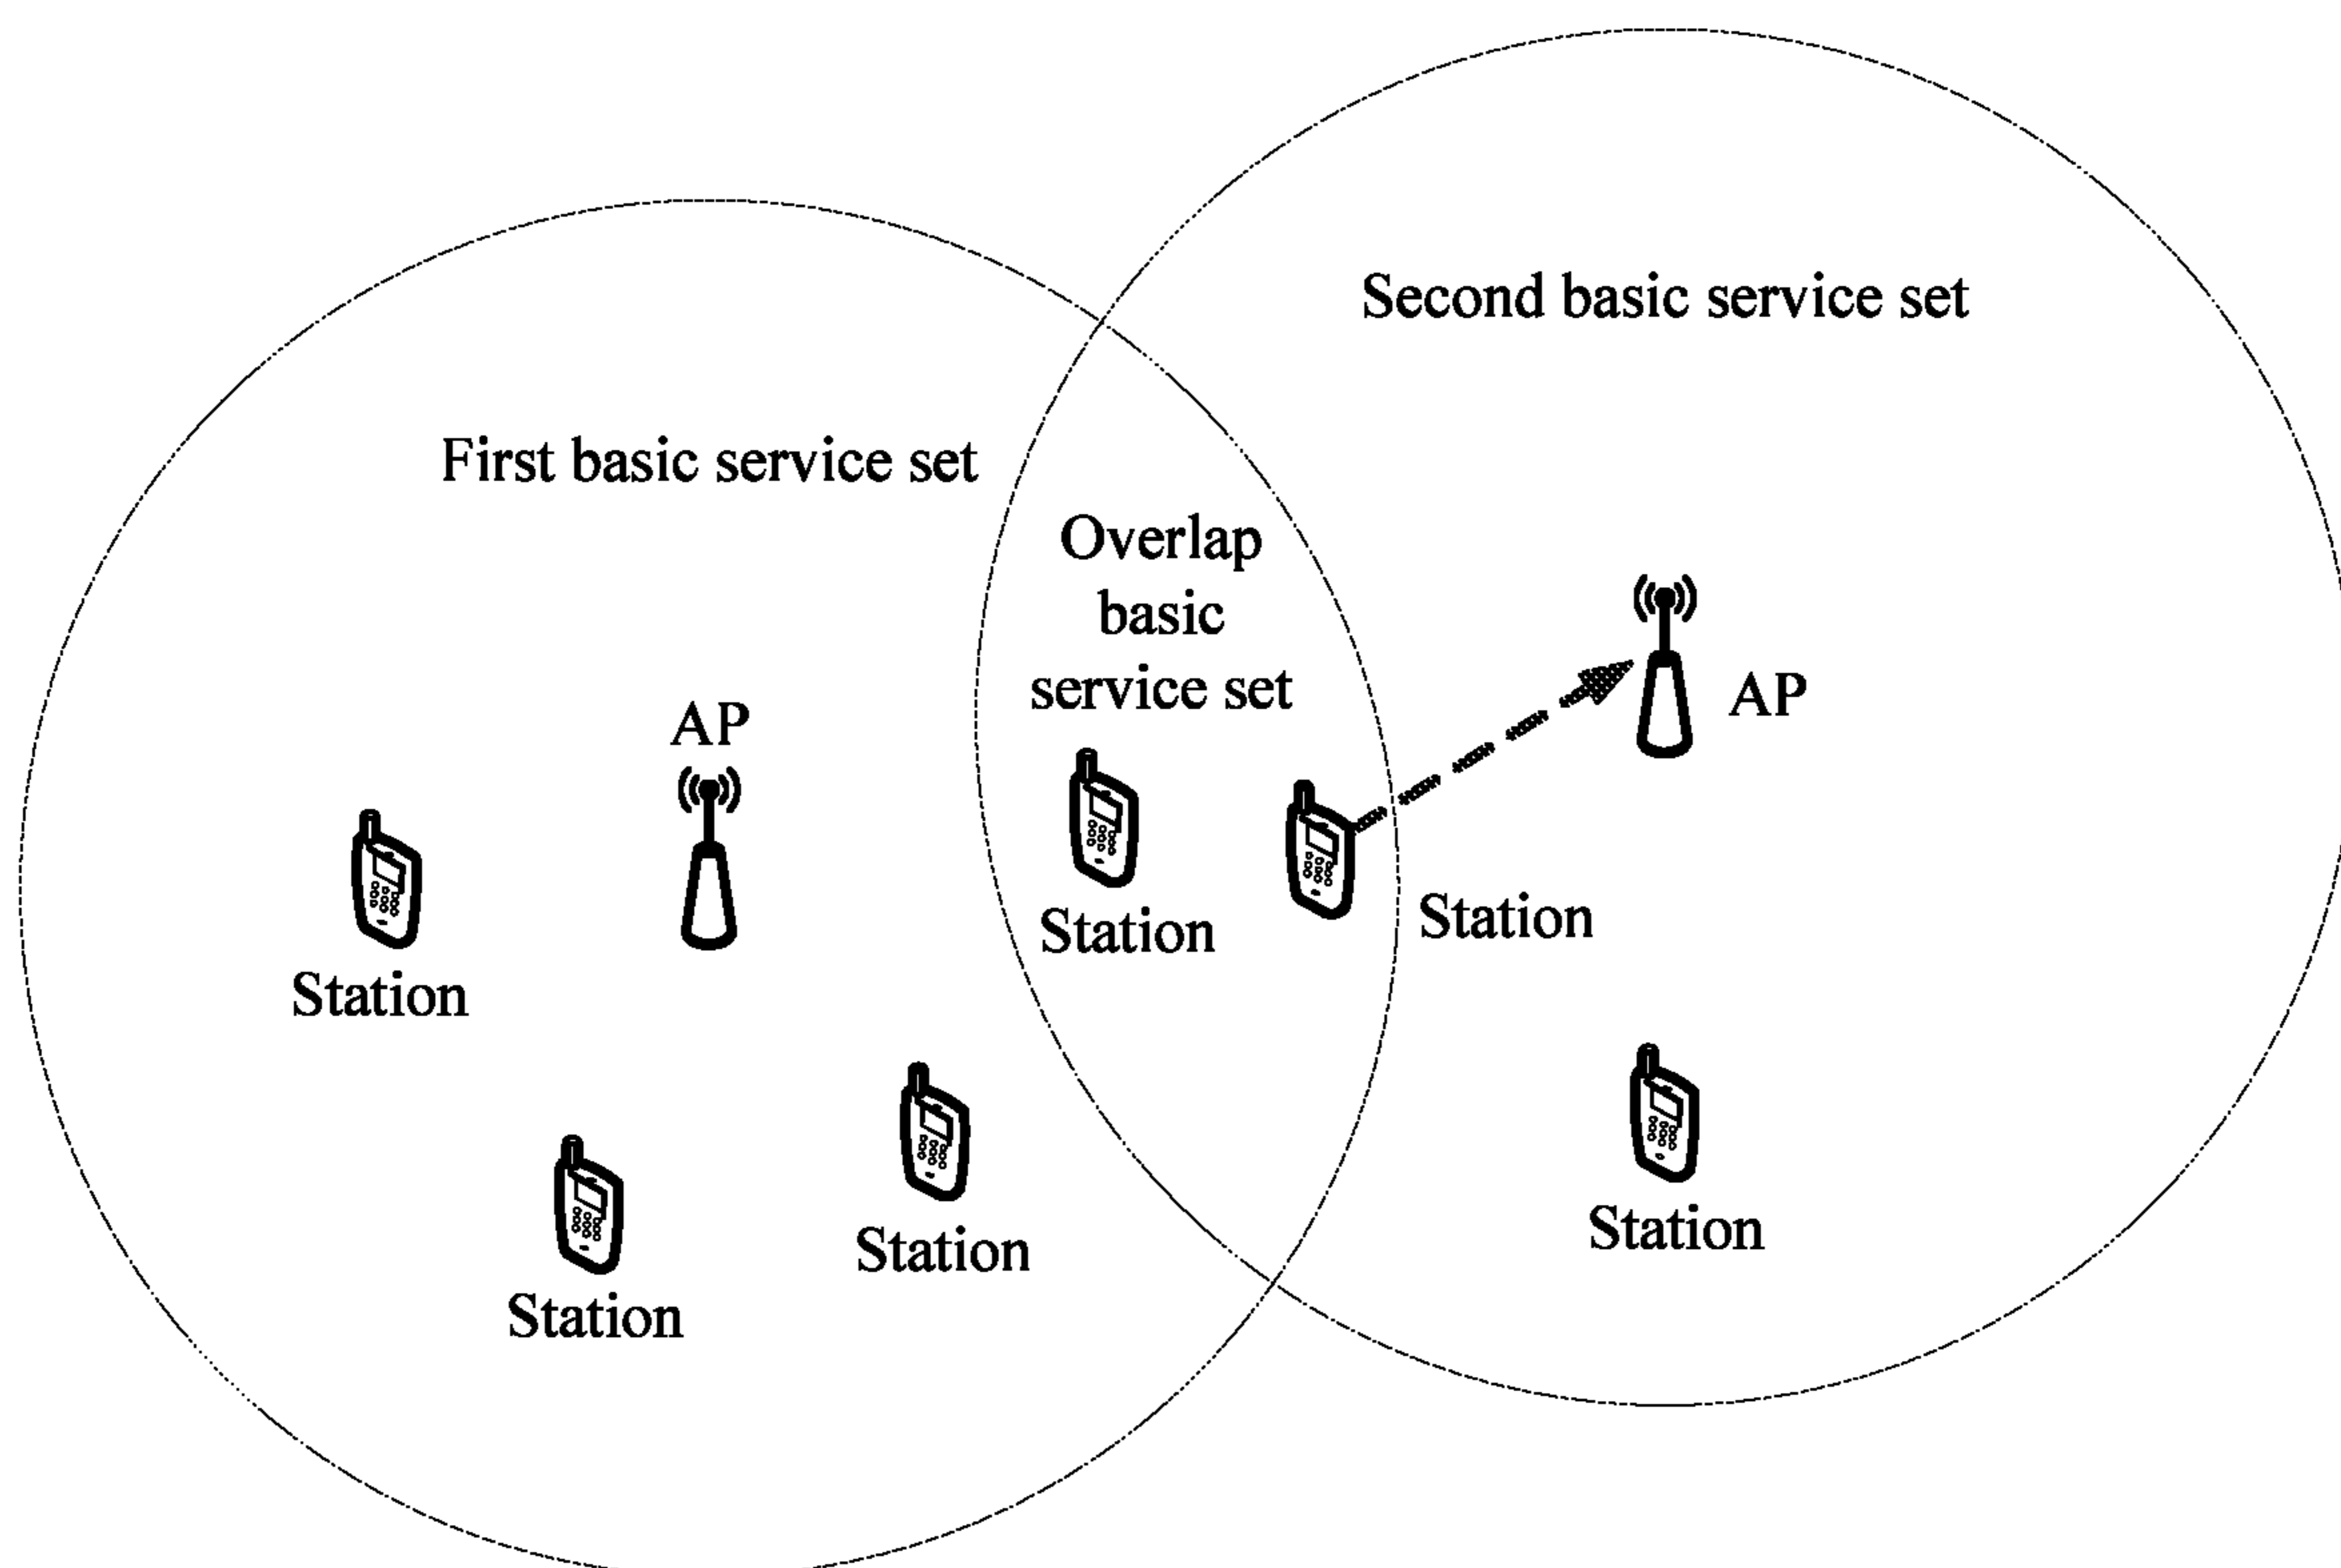 Second basic service set
First basic service set
Overlap
basic
service set
AP
AP
Station
Station
Station
Station
Station
Station